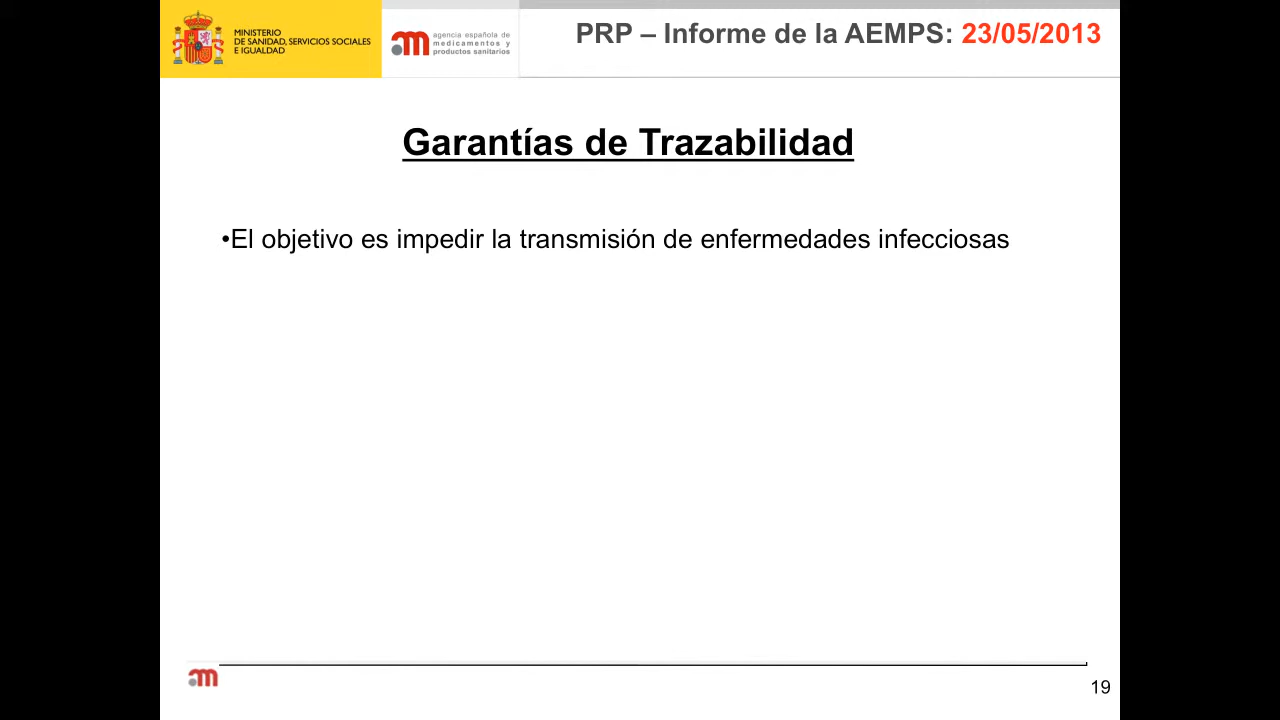 MINISTERIO
DE SANIDAD, SERVICIOS SOCIALES
E IGUALDAD
agencia española de
medicamentos y
productos sanitarios
PRP – Informe de la AEMPS: 23/05/2013
Garantías de Trazabilidad
•El objetivo es impedir la transmisión de enfermedades infecciosas
19